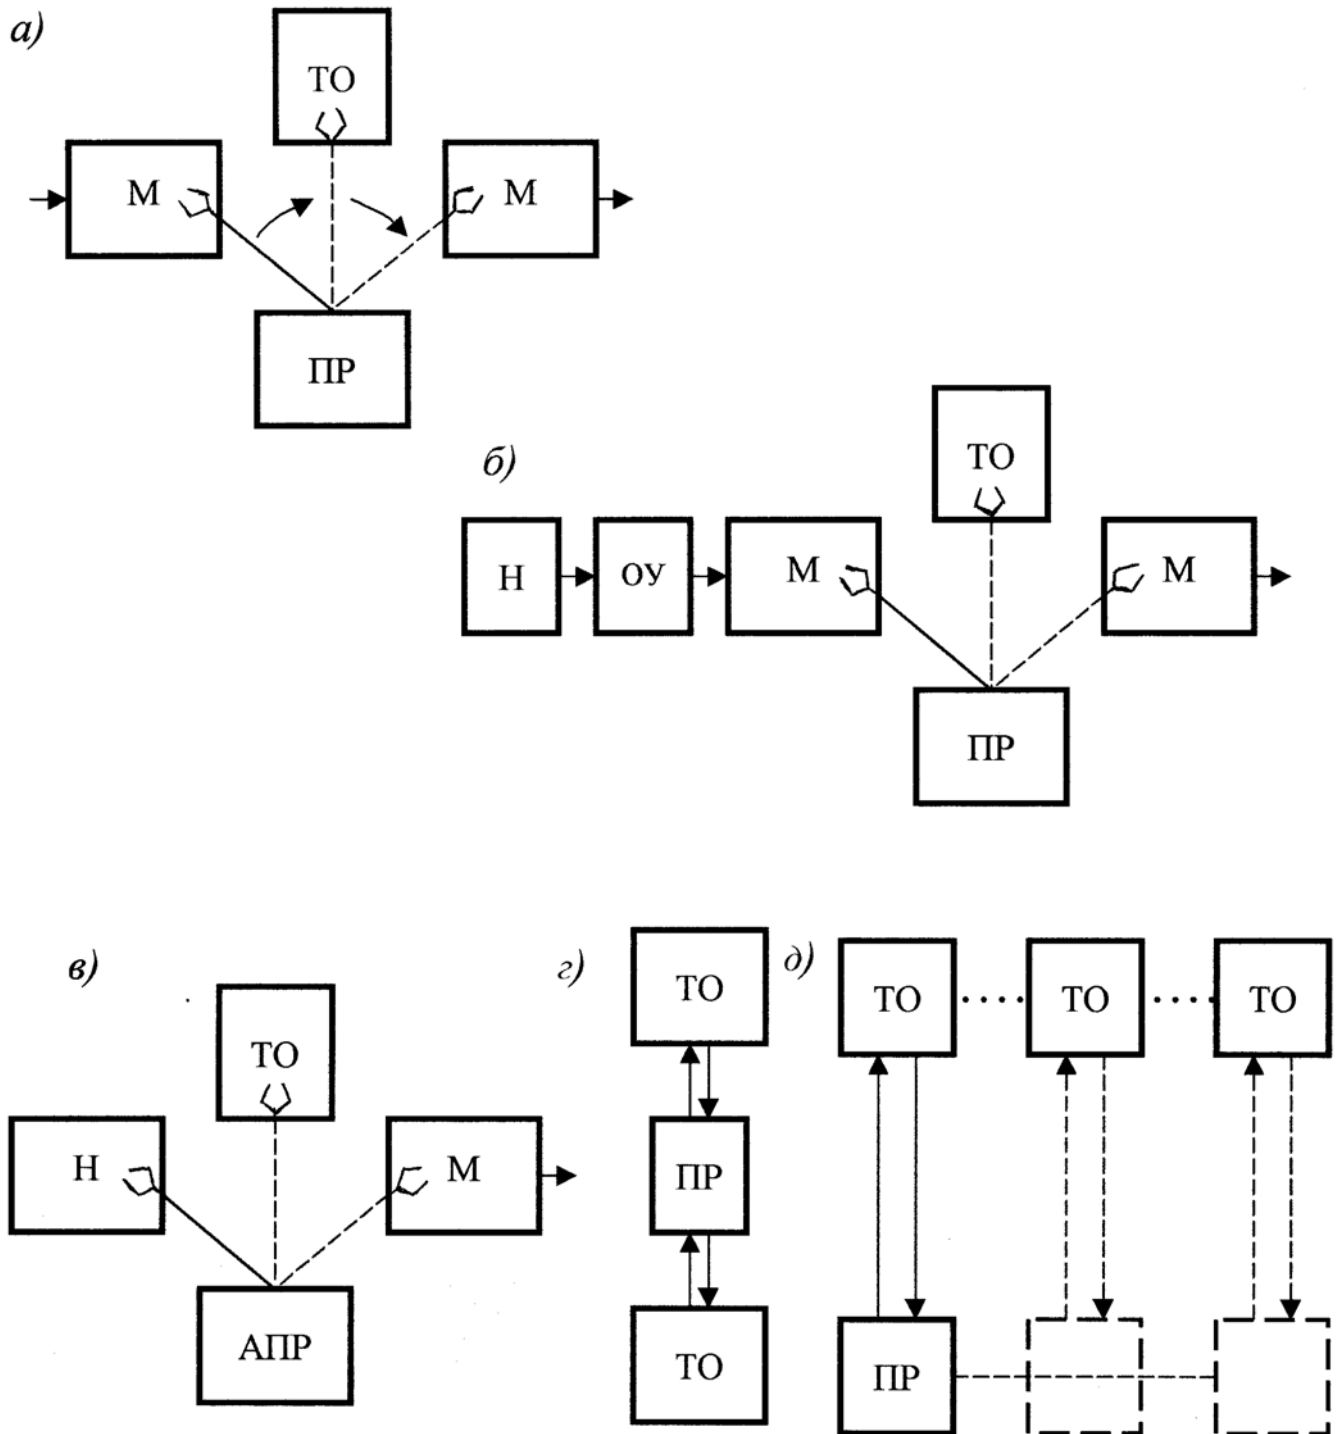 а)
ТО
М М
ПР
б)
ТО
Н ОУ М М
ПР
в)
ТО
Н М
АПР
г)
ТО
ПР
ТО
д)
ТО ТО ТО
ПР